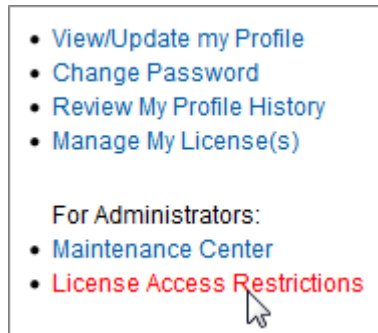 • View/Update my Profile
• Change Password
• Review My Profile History
• Manage My License(s)
For Administrators:
• Maintenance Center
• License Access Restrictions